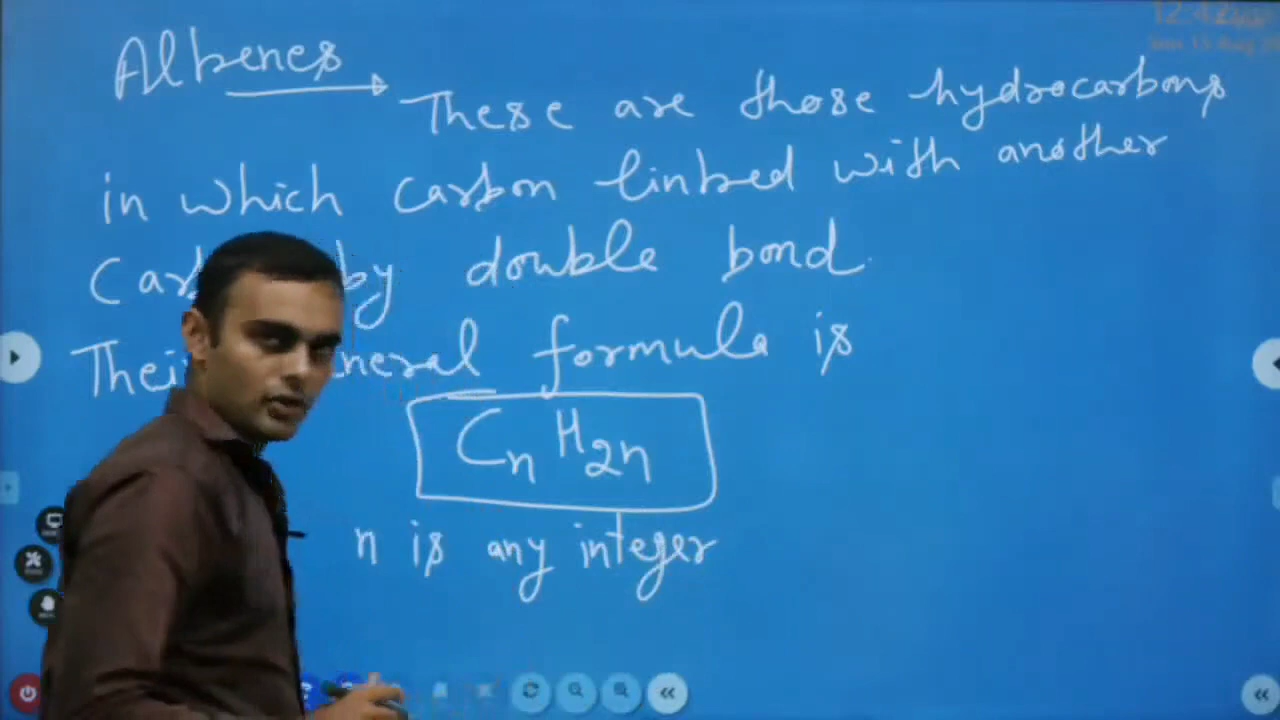 Alkenes → These are those hydrocarbons
in which carbon linked with another
by double bond
formula is
CnH2n
n is any integer